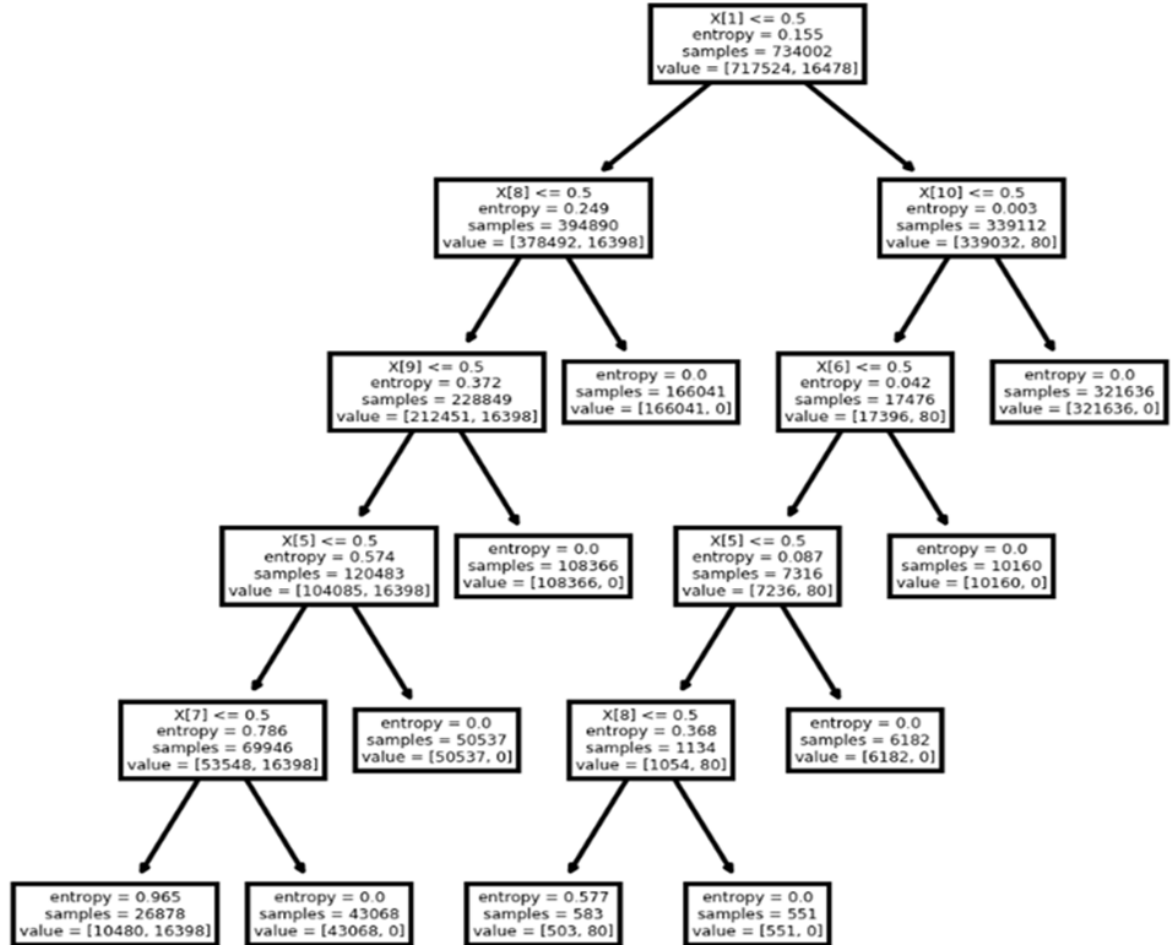 X[1] <= 0.5
entropy = 0.155
samples = 734002
value = [717524, 16478]
X[8] <= 0.5
entropy = 0.249
samples = 394890
value = [378492, 16398]
X[10] <= 0.5
entropy = 0.003
samples = 339112
value = [339032, 80]
X[9] <= 0.5
entropy = 0.372
samples = 228849
value = [212451, 16398]
entropy = 0.0
samples = 166041
value = [166041, 0]
X[6] <= 0.5
entropy = 0.042
samples = 17476
value = [17396, 80]
entropy = 0.0
samples = 321636
value = [321636, 0]
X[5] <= 0.5
entropy = 0.574
samples = 120483
value = [104085, 16398]
entropy = 0.0
samples = 108366
value = [108366, 0]
X[5] <= 0.5
entropy = 0.087
samples = 7316
value = [7236, 80]
entropy = 0.0
samples = 10160
value = [10160, 0]
X[7] <= 0.5
entropy = 0.786
samples = 69946
value = [53548, 16398]
entropy = 0.0
samples = 50537
value = [50537, 0]
X[8] <= 0.5
entropy = 0.368
samples = 1134
value = [1054, 80]
entropy = 0.0
samples = 6182
value = [6182, 0]
entropy = 0.965
samples = 26878
value = [10480, 16398]
entropy = 0.0
samples = 43068
value = [43068, 0]
entropy = 0.577
samples = 583
value = [503, 80]
entropy = 0.0
samples = 551
value = [551, 0]